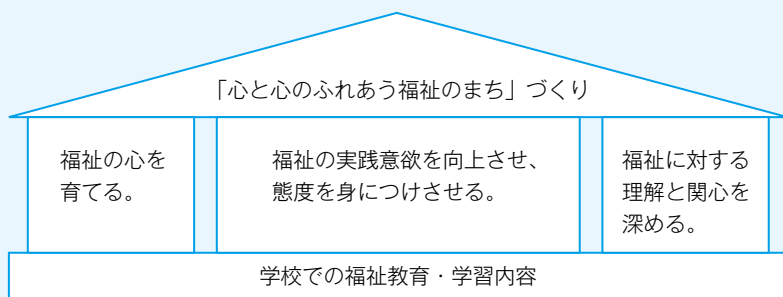 「心と心のふれあう福祉のまち」づくり
福祉の心を
育てる。
福祉の実践意欲を向上させ、
態度を身につけさせる。
福祉に対する
理解と関心を
深める。
学校での福祉教育・学習内容